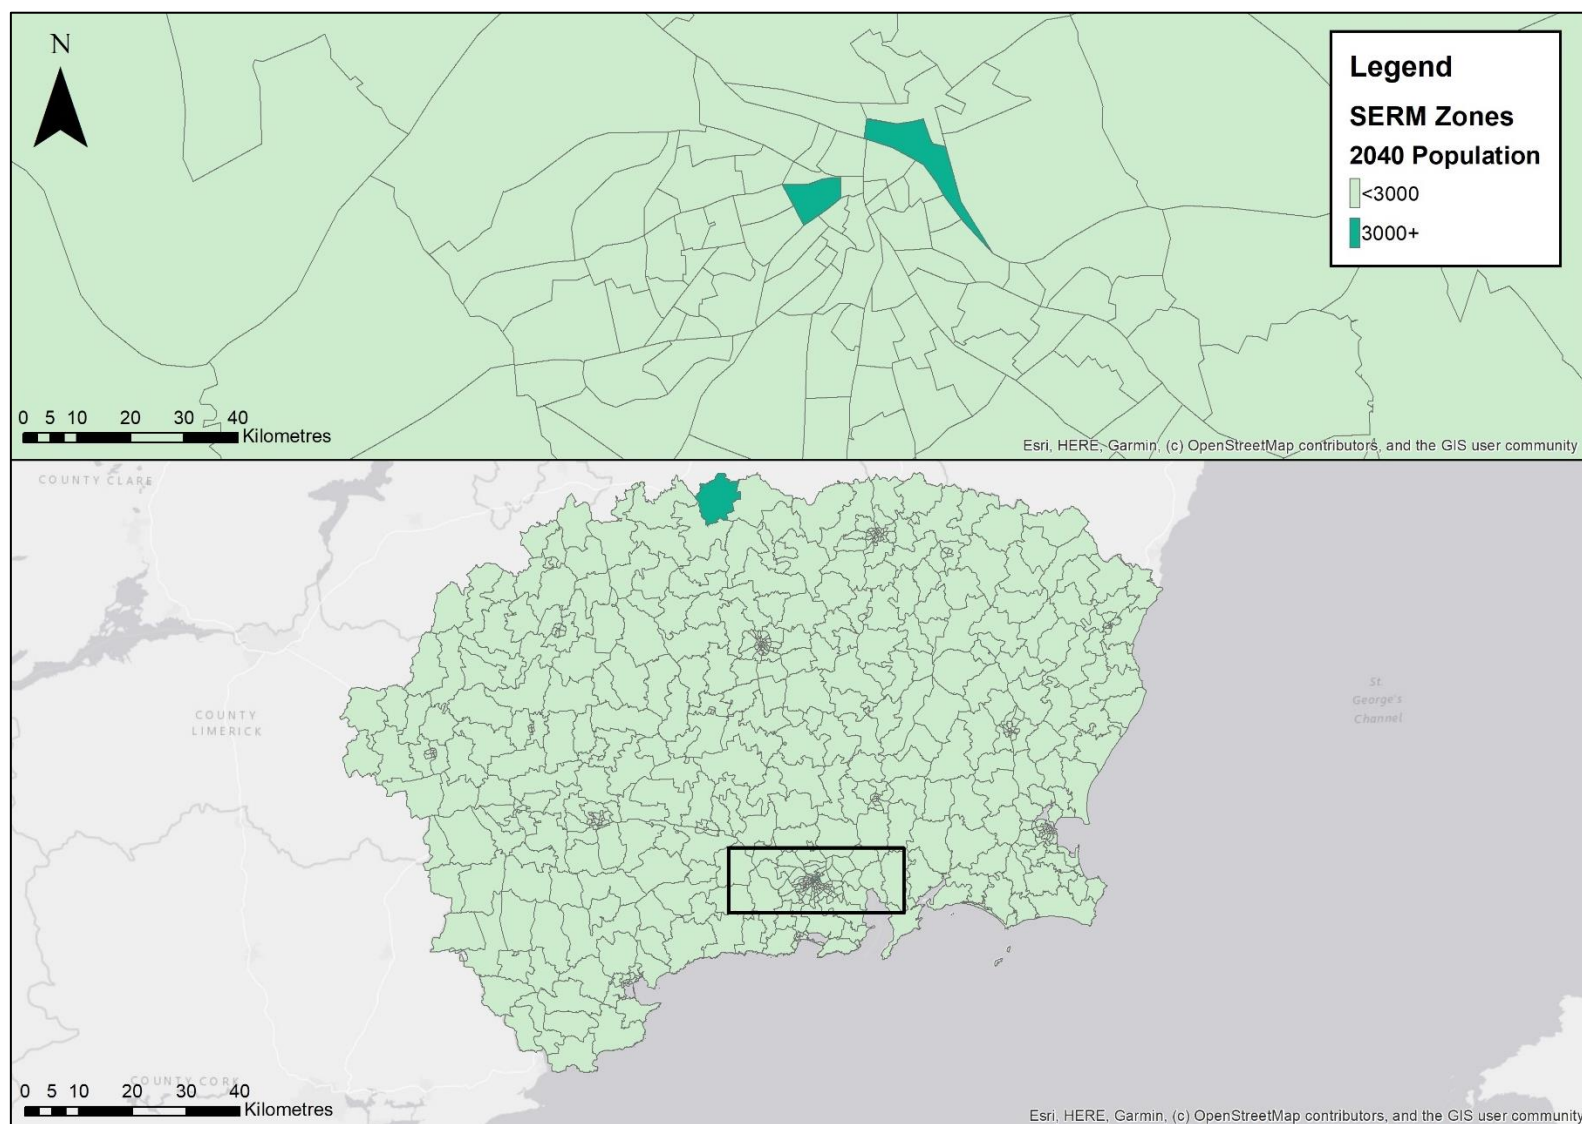 N
Legend
SERM Zones
2040 Population
<3000
3000+
0 5 10 20 30 40
Kilometres
Esri, HERE, Garmin, (c) OpenStreetMap contributors, and the GIS user community
COUNTY CLARE
COUNTY
LIMERICK
St.
George's
Channel
COUNTY CORK
0 5 10 20 30 40
Kilometres
Esri, HERE, Garmin, (c) OpenStreetMap contributors, and the GIS user community